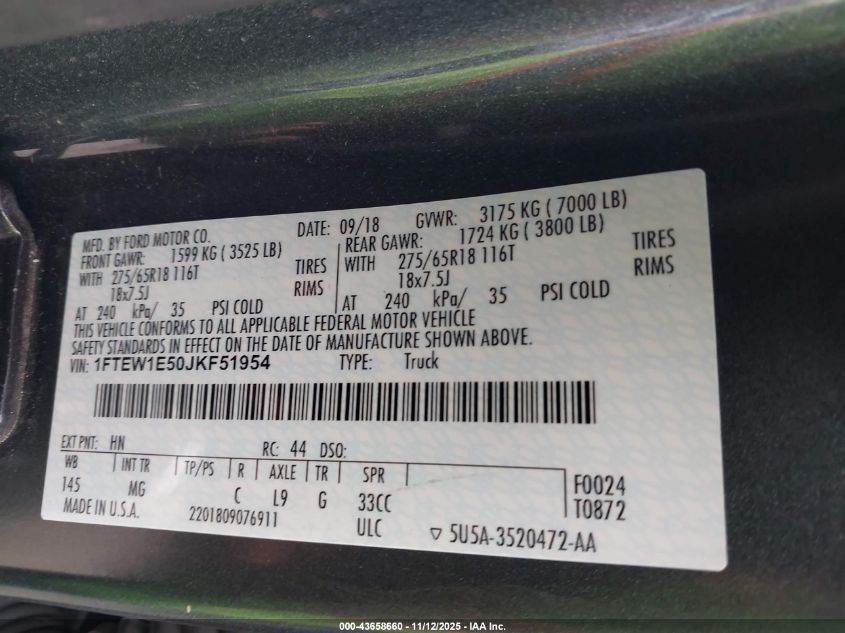 MFD. BY FORD MOTOR CO. DATE: 09/18 GVWR: 3175 KG ( 7000 LB)
FRONT GAWR: 1599 KG ( 3525 LB) REAR GAWR: 1724 KG ( 3800 LB)
WITH 275/65R18 116T TIRES WITH 275/65R18 116T TIRES
18x7.5J RIMS 18x7.5J RIMS
AT 240 kPa/ 35 PSI COLD AT 240 kPa/ 35 PSI COLD
THIS VEHICLE CONFORMS TO ALL APPLICABLE FEDERAL MOTOR VEHICLE
SAFETY STANDARDS IN EFFECT ON THE DATE OF MANUFACTURE SHOWN ABOVE.
VIN: 1FTEW1E50JKF51954 TYPE: Truck
EXT PNT: HN RC: 44 DSO:
WB INT TR TP/PS R AXLE TR SPR F0024
145 MG C L9 G 33CC T0872
MADE IN U.S.A. 2201809076911 ULC ▽ 5U5A-3520472-AA
000-43658660 - 11/12/2025 - IAA Inc.